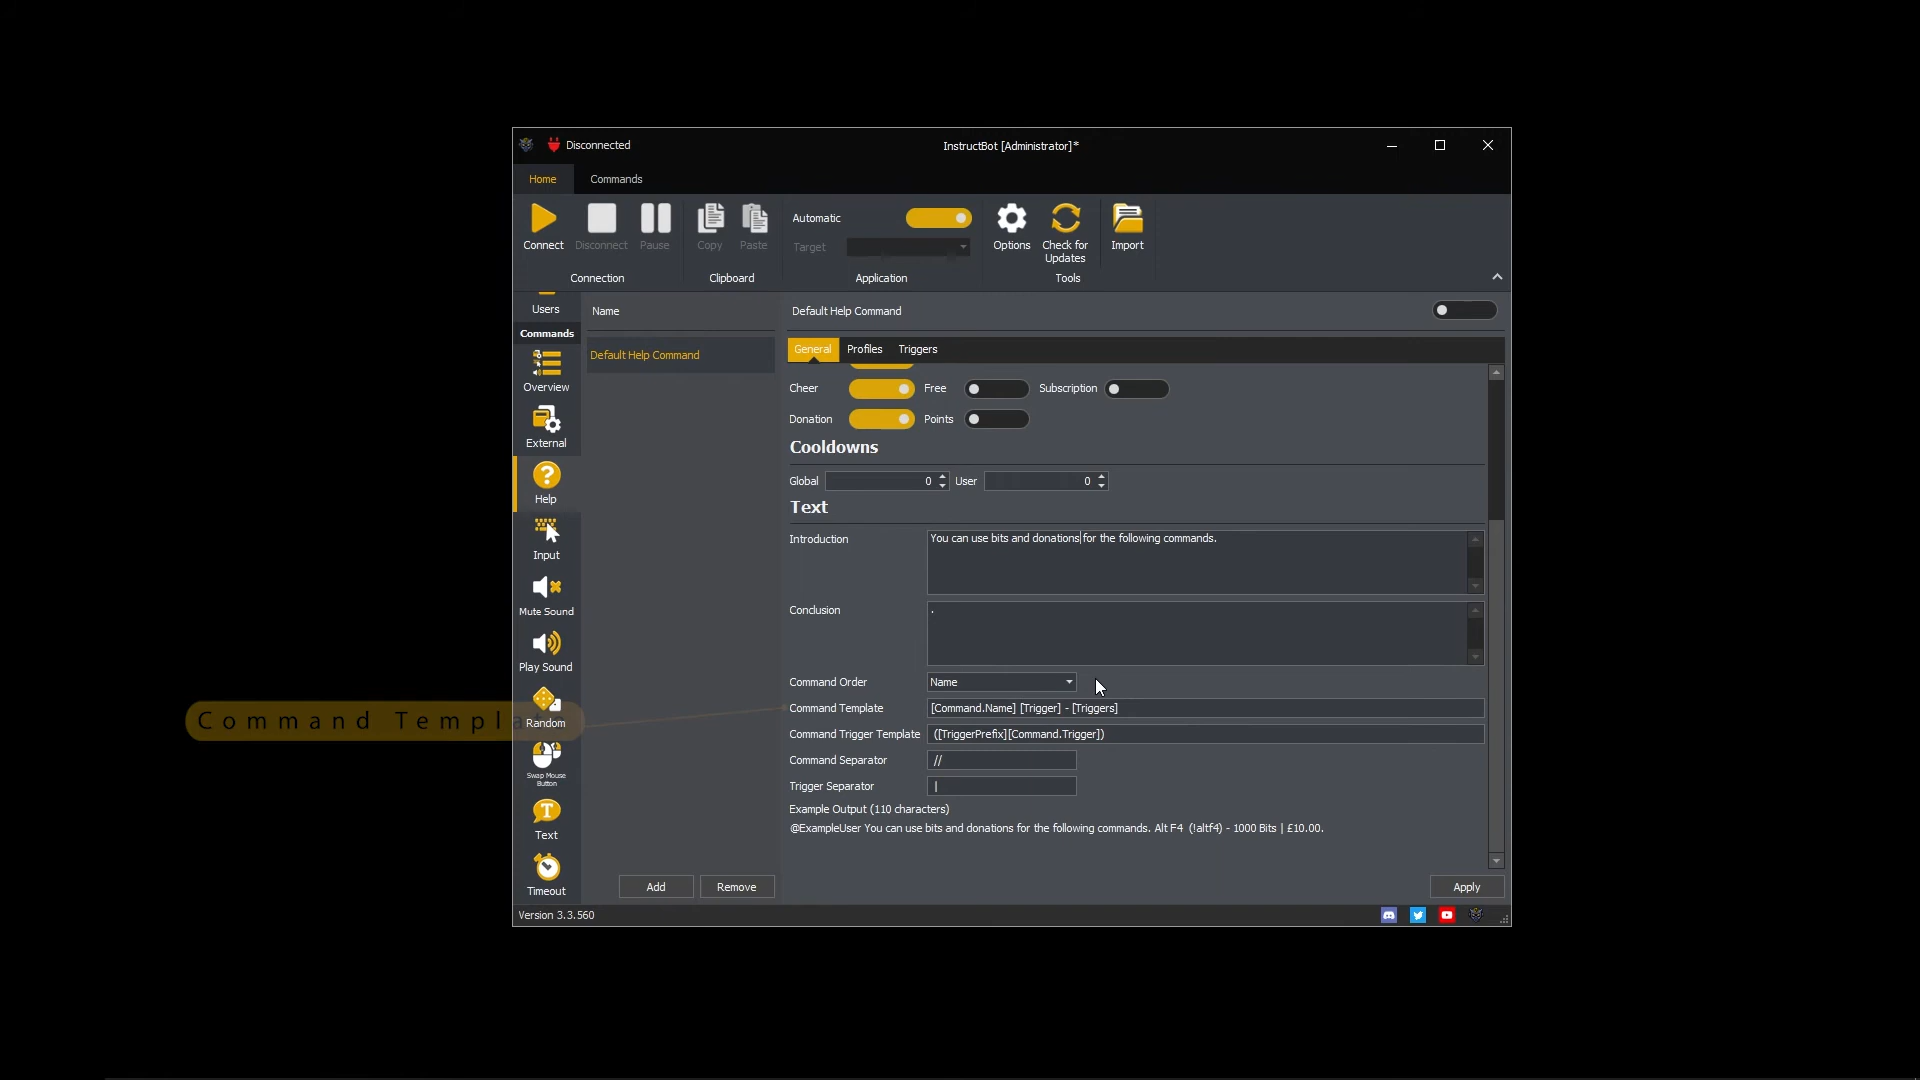 Disconnected
InstructBot [Administrator]*
Home
Commands
Connect
Disconnect
Pause
Copy
Paste
Automatic
Target
Options
Check for
Updates
Import
Connection
Clipboard
Application
Tools
Users
Commands
Overview
External
Help
Input
Mute Sound
Play Sound
Random
Swap Mouse
Button
Text
Timeout
Name
Default Help Command
Add
Remove
Default Help Command
General
Profiles
Triggers
Cheer
Free
Subscription
Donation
Points
Cooldowns
Global
0
User
0
Text
Introduction
You can use bits and donations for the following commands.
Conclusion
.
Command Order
Name
Command Template
[Command.Name] [Trigger] - [Triggers]
Command Trigger Template
([TriggerPrefix][Command.Trigger])
Command Separator
//
Trigger Separator
|
Example Output (110 characters)
@ExampleUser You can use bits and donations for the following commands. Alt F4 (!altf4) - 1000 Bits | £10.00.
Apply
Version 3.3.560
Command